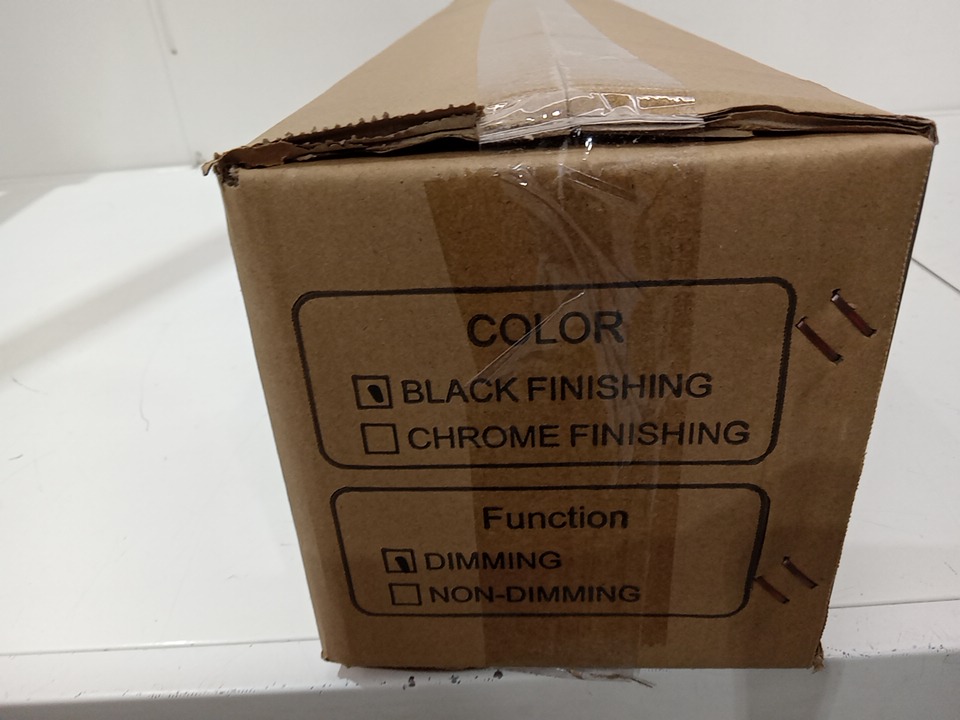 COLOR
BLACK FINISHING
CHROME FINISHING
Function
DIMMING
NON-DIMMING